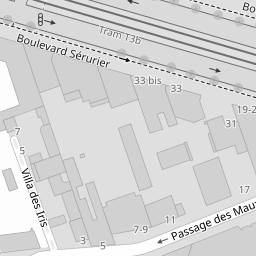 Bo
Tram T3b
Boulevard Sérurier
33 bis
33
19-2
31
7
5
Villa des Iris
17
Passage des Mau
11
7-9
3
5